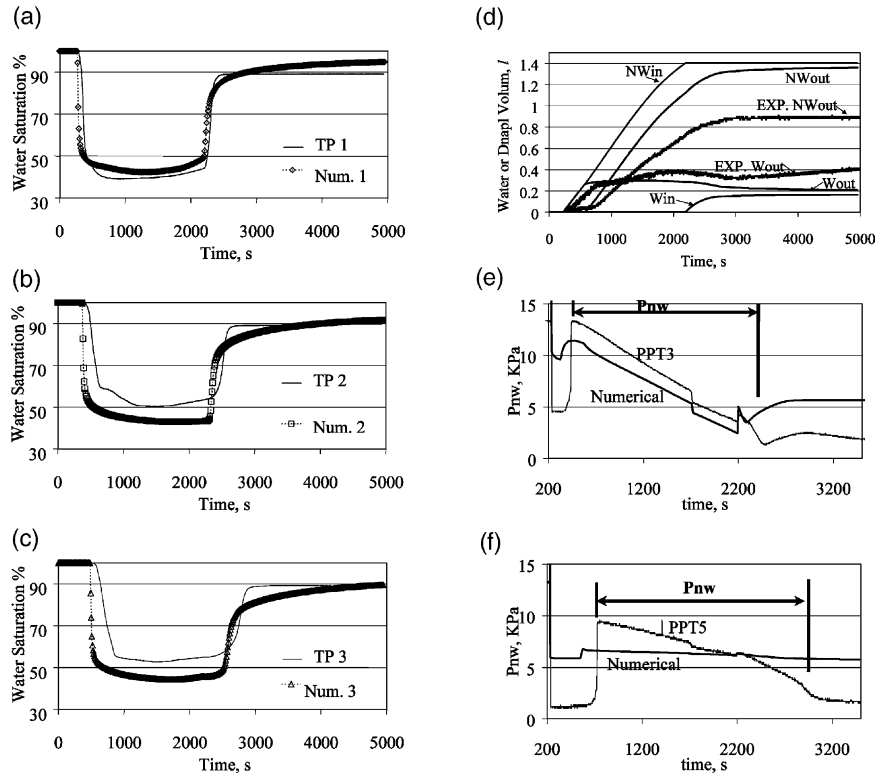 (a)
Water Saturation %
90
70
50
30
TP 1
Num. 1
0 1000 2000 3000 4000 5000
Time, s
(b)
Water Saturation %
90
70
50
30
TP 2
Num. 2
0 1000 2000 3000 4000 5000
Time, s
(c)
Water Saturation %
90
70
50
30
TP 3
Num. 3
0 1000 2000 3000 4000 5000
Time, s
(d)
Water or Dnapl Volum, l
1.4
1.2
1
0.8
0.6
0.4
0.2
0
NWin
NWout
EXP. NWout
EXP. Wout
Wout
Win
0 1000 2000 3000 4000 5000
Time, s
(e)
Pnw, KPa
15
10
5
0
Pnw
PPT3
Numerical
200 1200 2200 3200
time, s
(f)
Pnw, KPa
15
10
5
0
Pnw
PPT5
Numerical
200 1200 2200 3200
time, s